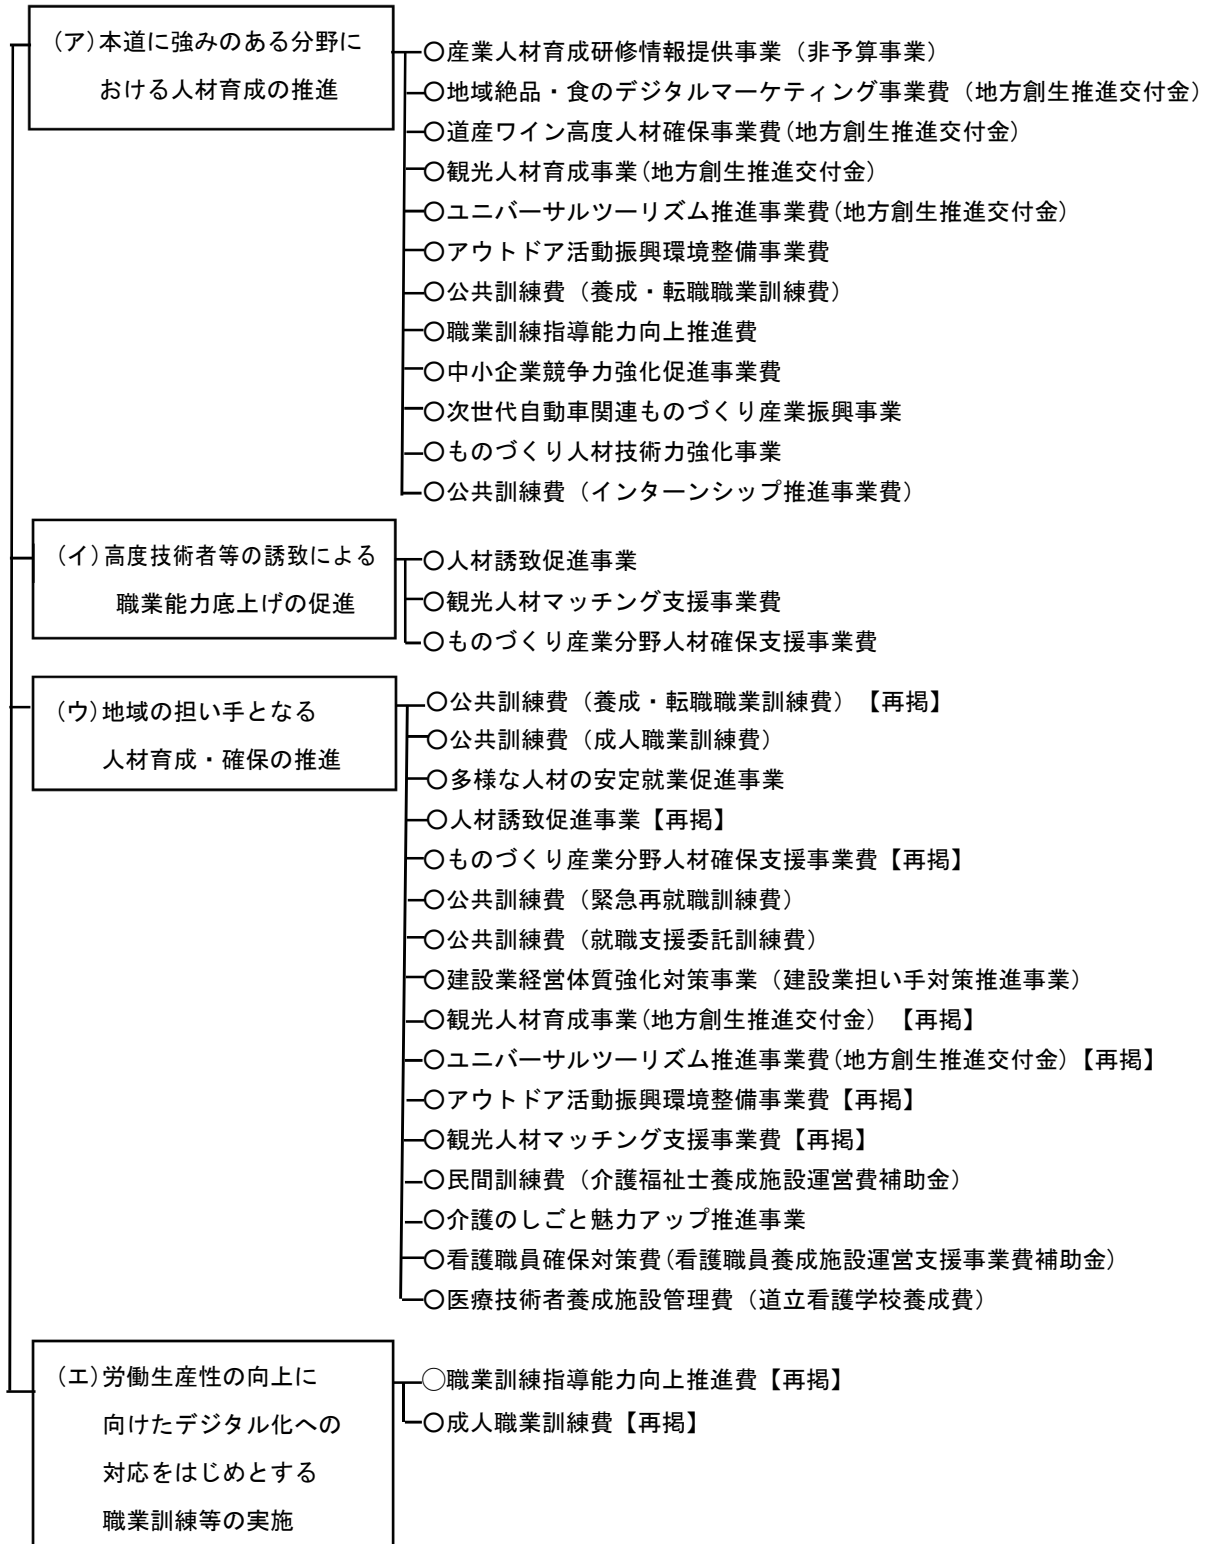 (ア)本道に強みのある分野に
おける人材育成の推進
○産業人材育成研修情報提供事業（非予算事業）
○地域絶品・食のデジタルマーケティング事業費（地方創生推進交付金）
○道産ワイン高度人材確保事業費(地方創生推進交付金)
○観光人材育成事業(地方創生推進交付金)
○ユニバーサルツーリズム推進事業費(地方創生推進交付金)
○アウトドア活動振興環境整備事業費
○公共訓練費（養成・転職職業訓練費）
○職業訓練指導能力向上推進費
○中小企業競争力強化促進事業費
○次世代自動車関連ものづくり産業振興事業
○ものづくり人材技術力強化事業
○公共訓練費（インターンシップ推進事業費）
(イ)高度技術者等の誘致による
職業能力底上げの促進
○人材誘致促進事業
○観光人材マッチング支援事業費
○ものづくり産業分野人材確保支援事業費
(ウ)地域の担い手となる
人材育成・確保の推進
○公共訓練費（養成・転職職業訓練費）【再掲】
○公共訓練費（成人職業訓練費）
○多様な人材の安定就業促進事業
○人材誘致促進事業【再掲】
○ものづくり産業分野人材確保支援事業費【再掲】
○公共訓練費（緊急再就職訓練費）
○公共訓練費（就職支援委託訓練費）
○建設業経営体質強化対策事業（建設業担い手対策推進事業）
○観光人材育成事業(地方創生推進交付金)【再掲】
○ユニバーサルツーリズム推進事業費(地方創生推進交付金)【再掲】
○アウトドア活動振興環境整備事業費【再掲】
○観光人材マッチング支援事業費【再掲】
○民間訓練費（介護福祉士養成施設運営費補助金）
○介護のしごと魅力アップ推進事業
○看護職員確保対策費(看護職員養成施設運営支援事業費補助金)
○医療技術者養成施設管理費（道立看護学校養成費）
(エ)労働生産性の向上に
向けたデジタル化への
対応をはじめとする
職業訓練等の実施
◯職業訓練指導能力向上推進費【再掲】
○成人職業訓練費【再掲】